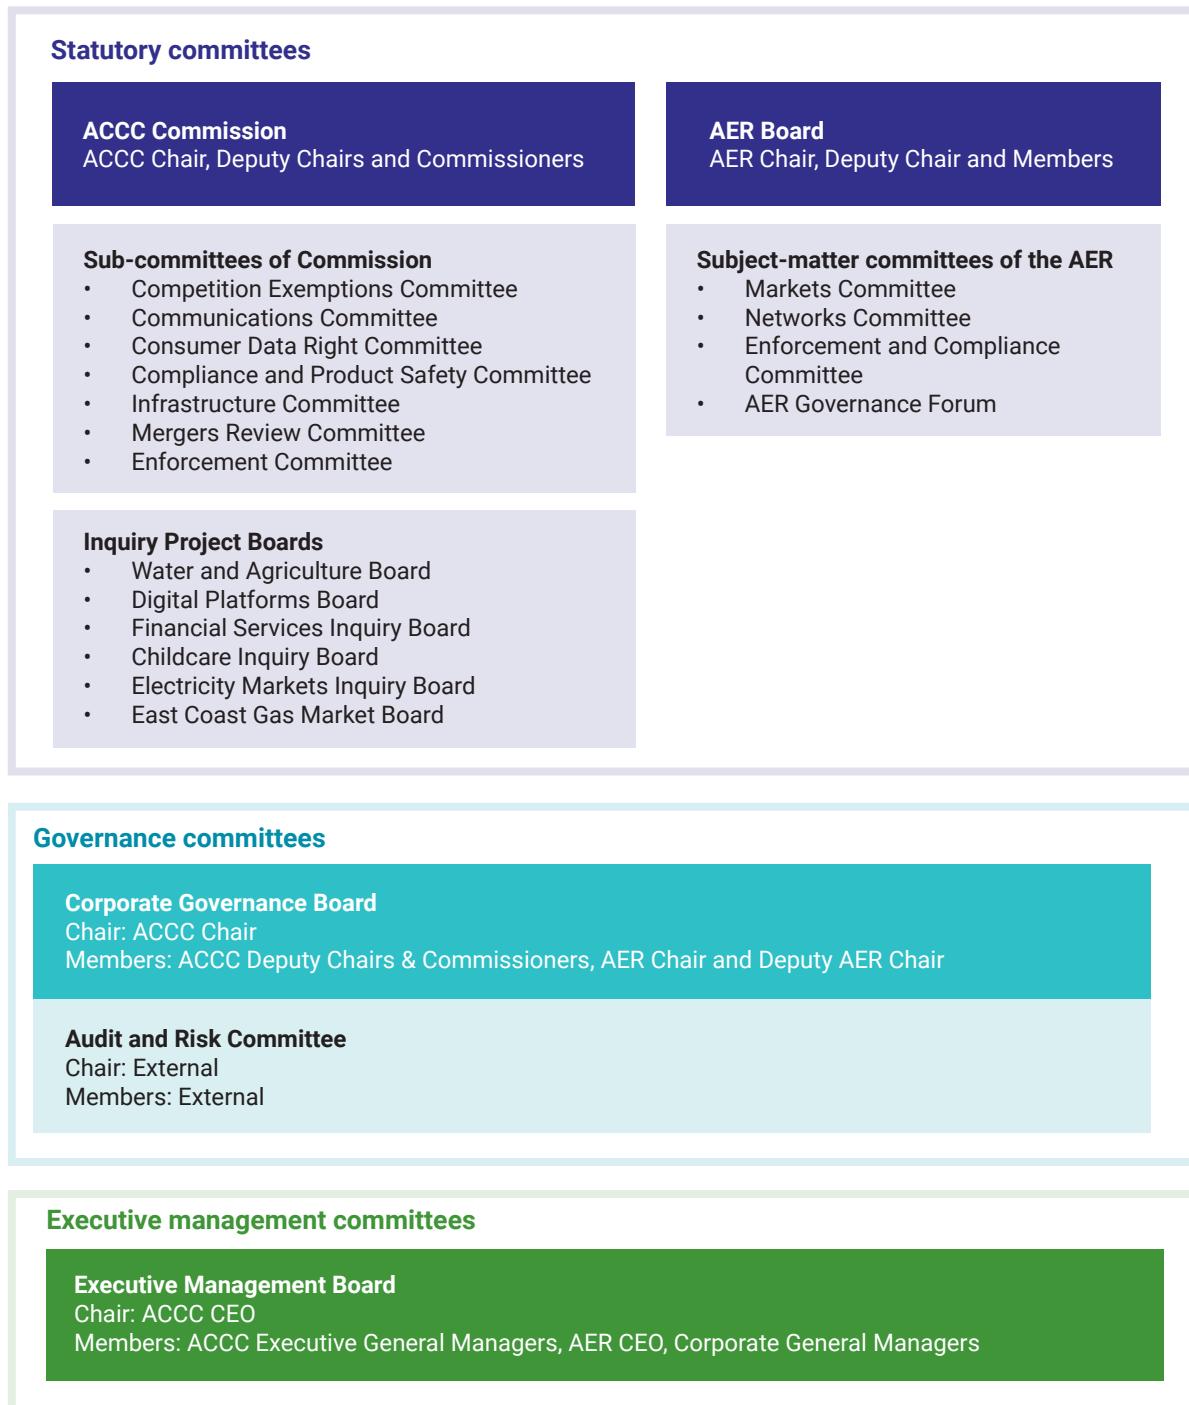 Statutory committees
ACCC Commission
ACCC Chair, Deputy Chairs and Commissioners
Sub-committees of Commission
• Competition Exemptions Committee
• Communications Committee
• Consumer Data Right Committee
• Compliance and Product Safety Committee
• Infrastructure Committee
• Mergers Review Committee
• Enforcement Committee
Inquiry Project Boards
• Water and Agriculture Board
• Digital Platforms Board
• Financial Services Inquiry Board
• Childcare Inquiry Board
• Electricity Markets Inquiry Board
• East Coast Gas Market Board
AER Board
AER Chair, Deputy Chair and Members
Subject-matter committees of the AER
• Markets Committee
• Networks Committee
• Enforcement and Compliance
Committee
• AER Governance Forum
Governance committees
Corporate Governance Board
Chair: ACCC Chair
Members: ACCC Deputy Chairs & Commissioners, AER Chair and Deputy AER Chair
Audit and Risk Committee
Chair: External
Members: External
Executive management committees
Executive Management Board
Chair: ACCC CEO
Members: ACCC Executive General Managers, AER CEO, Corporate General Managers